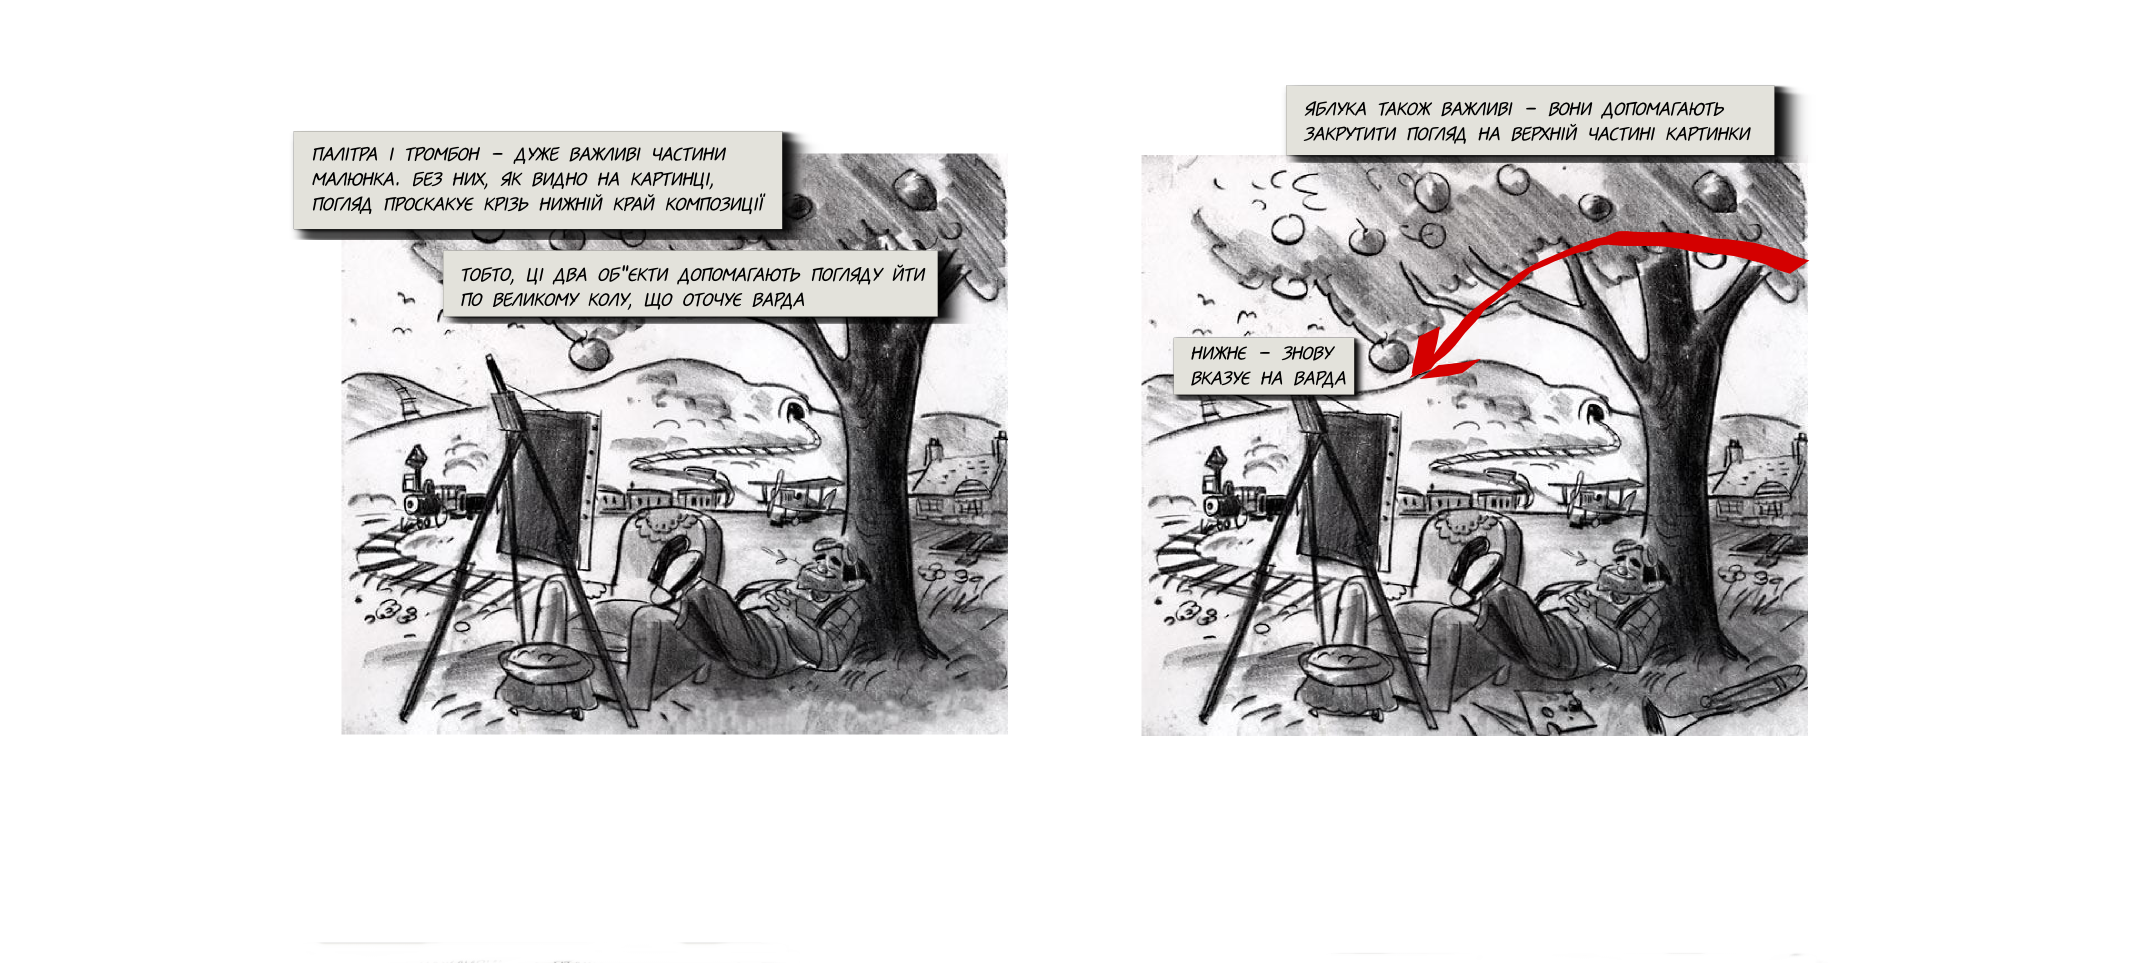 ПАЛІТРА І ТРОМБОН – ДУЖЕ ВАЖЛИВІ ЧАСТИНИ
МАЛЮНКА. БЕЗ НИХ, ЯК ВИДНО НА КАРТИНЦІ,
ПОГЛЯД ПРОСКАКУЄ КРІЗЬ НИЖНІЙ КРАЙ КОМПОЗИЦІЇ
ТОБТО, ЦІ ДВА ОБ"ЄКТИ ДОПОМАГАЮТЬ ПОГЛЯДУ ЙТИ
ПО ВЕЛИКОМУ КОЛУ, ЩО ОТОЧУЄ ВАРДА
ЯБЛУКА ТАКОЖ ВАЖЛИВІ – ВОНИ ДОПОМАГАЮТЬ
ЗАКРУТИТИ ПОГЛЯД НА ВЕРХНІЙ ЧАСТИНІ КАРТИНКИ
НИЖНЄ – ЗНОВУ
ВКАЗУЄ НА ВАРДА